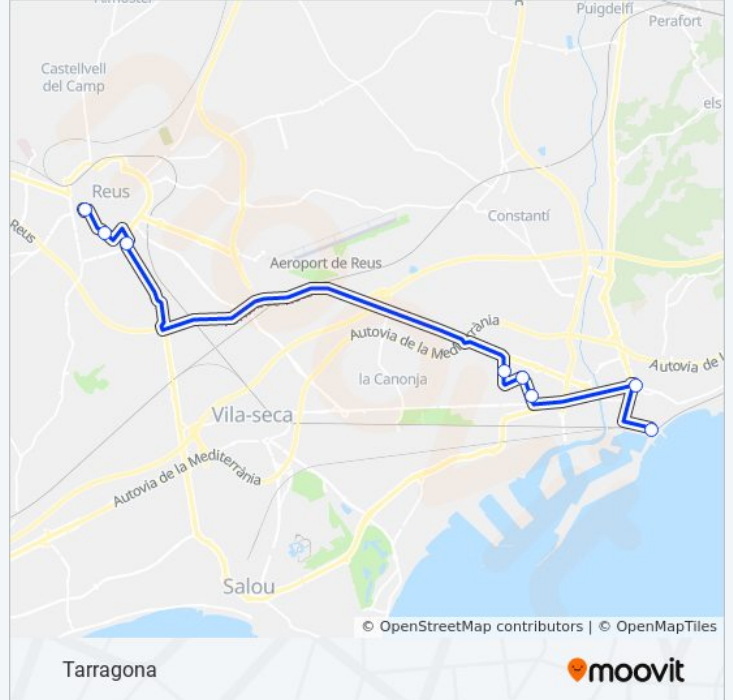 Puigdelfí
Perafort
Castellvell
del Camp
els
Reus
Constantí
Reus
Aeroport de Reus
Autovia de la Mediterrània
Autovia de l
la Canonja
Vila-seca
Autovia de la Mediterrània
Salou
© OpenStreetMap contributors | © OpenMapTiles
Tarragona
moovit